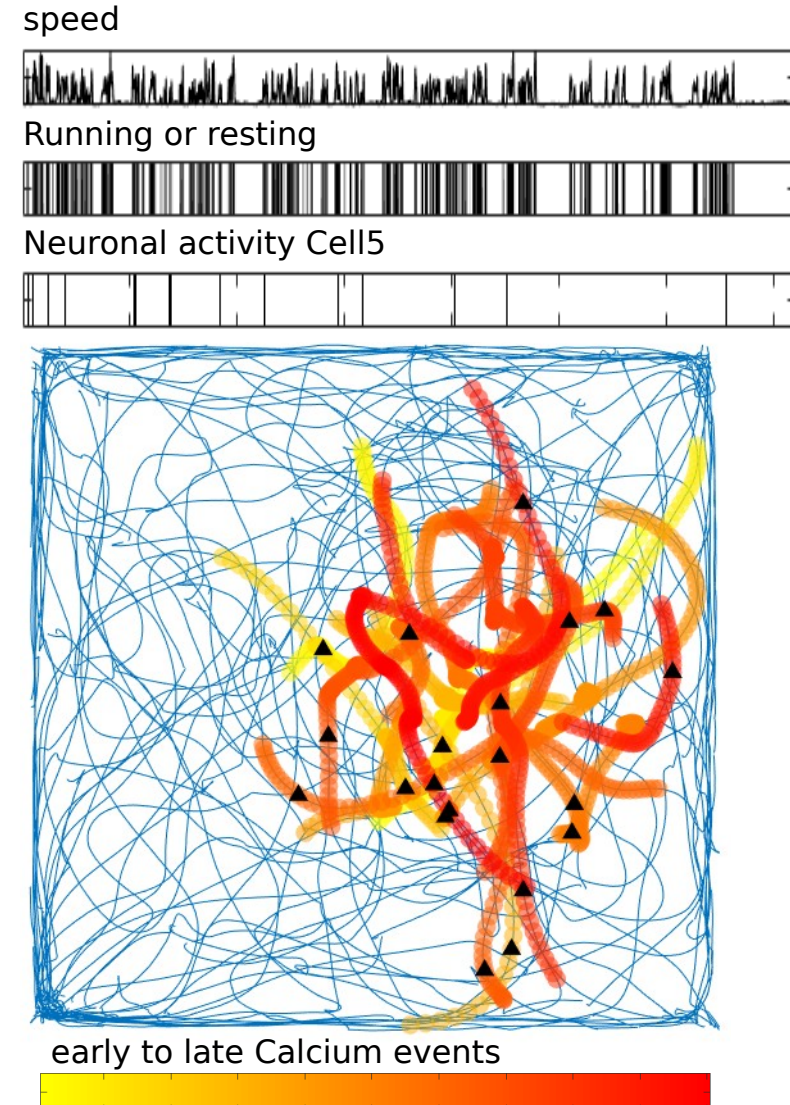 speed
Running or resting
Neuronal activity Cell5
early to late Calcium events